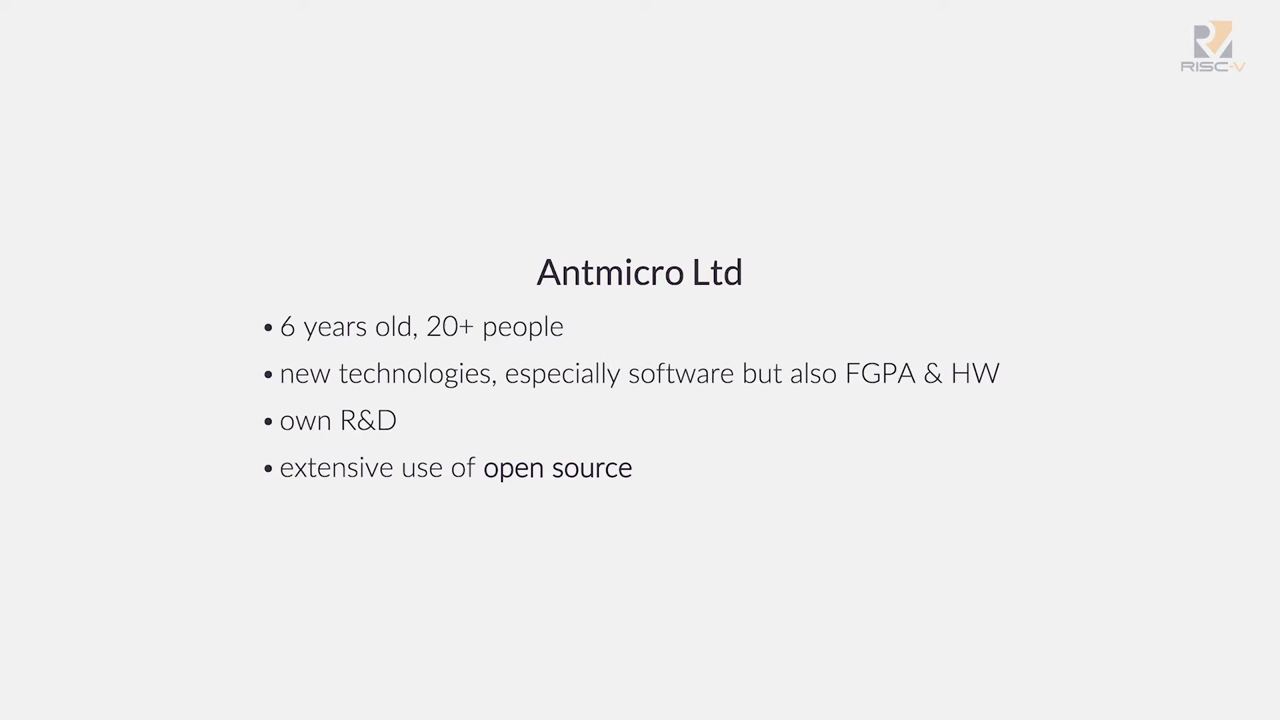 RISC-V
Antmicro Ltd
• 6 years old, 20+ people
• new technologies, especially software but also FGPA & HW
• own R&D
• extensive use of open source